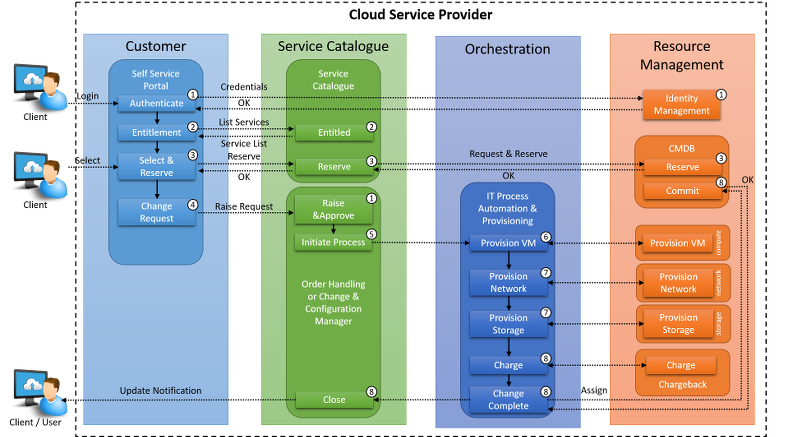 Cloud Service Provider
Customer
Service Catalogue
Orchestration
Resource
Management
Self Service
Portal
Service
Catalogue
Login
Client
Authenticate
1
Credentials
OK
Identity
Management
1
Entitlement
2
List Services
Service List
Entitled
2
CMDB
Select
Client
Select &
Reserve
3
Reserve
OK
Reserve
3
Request & Reserve
OK
Reserve
3
Commit
8
OK
Change
Request
4
Raise Request
Raise
&Approve
1
Initiate Process
5
IT Process
Automation &
Provisioning
Provision VM
6
Provision VM
compute
Order Handling
or Change &
Configuration
Manager
Provision
Network
7
Provision
Network
network
Provision
Storage
7
Provision
Storage
storage
Charge
8
Charge
Chargeback
Client / User
Update Notification
Close
8
Change
Complete
8
Assign